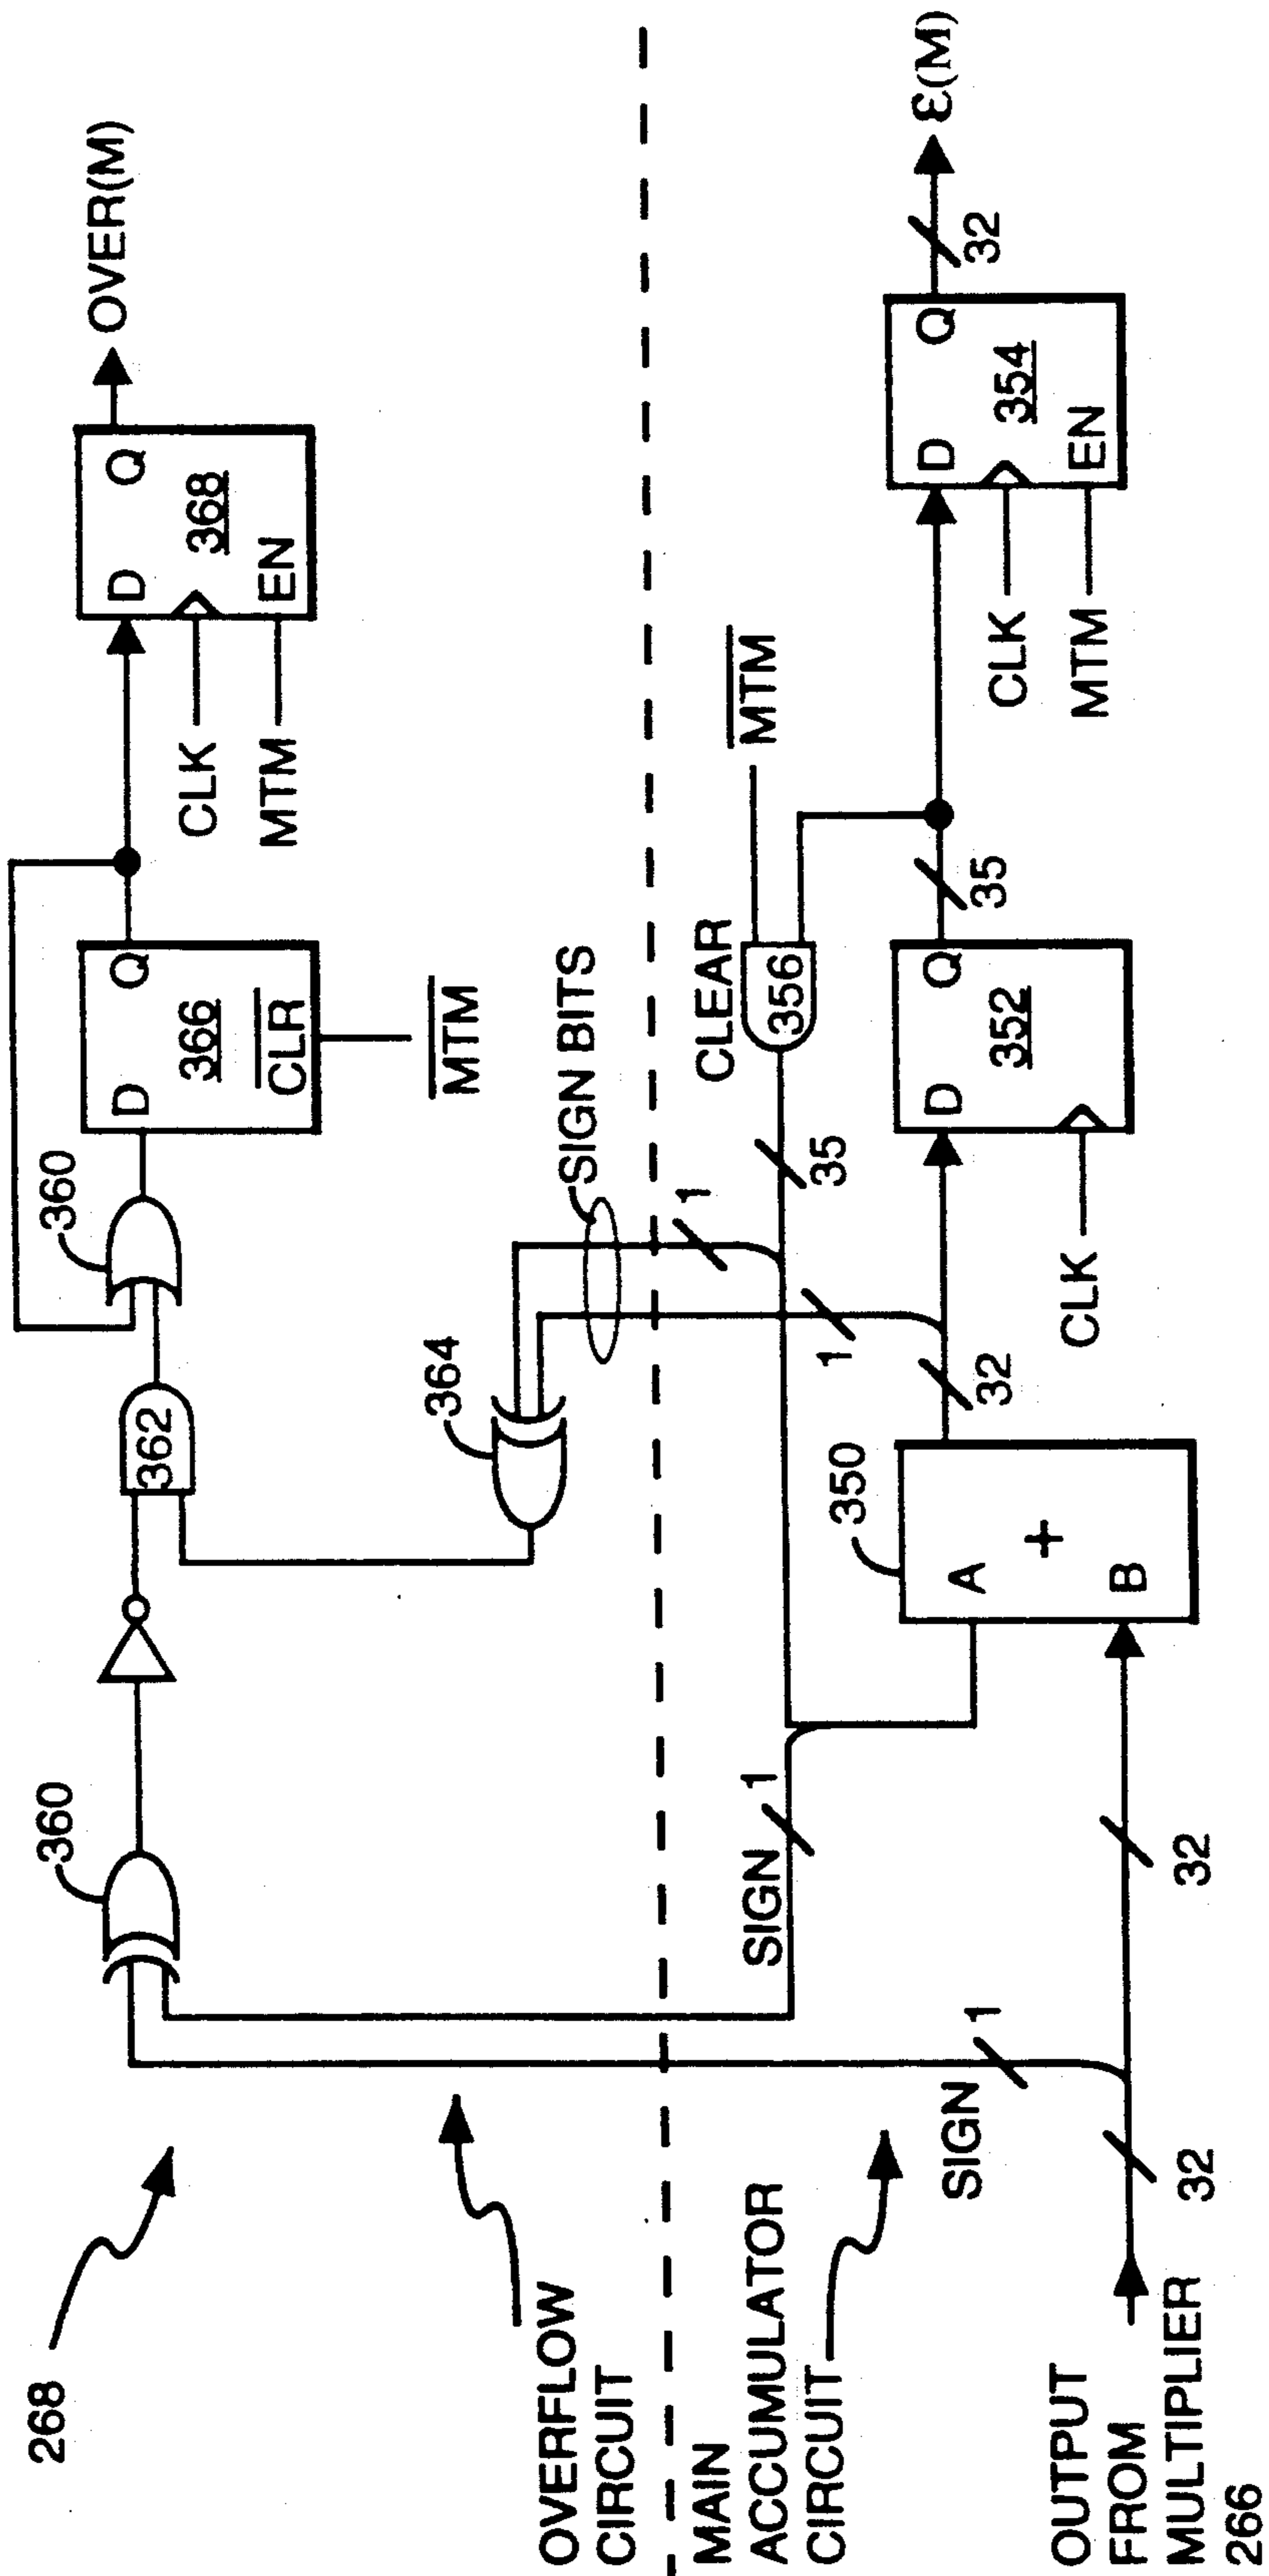 268
OVERFLOW
CIRCUIT
360
362
360
D
Q
366
CLR
MTM
D
Q
368
EN
CLK
MTM
OVER(M)
364
SIGN BITS
MAIN
ACCUMULATOR
CIRCUIT
SIGN
1
SIGN
1
1
1
35
CLEAR
356
MTM
OUTPUT
FROM
MULTIPLIER
266
32
32
350
A
+
B
32
D
Q
352
CLK
35
D
Q
354
EN
CLK
MTM
32
ε(M)